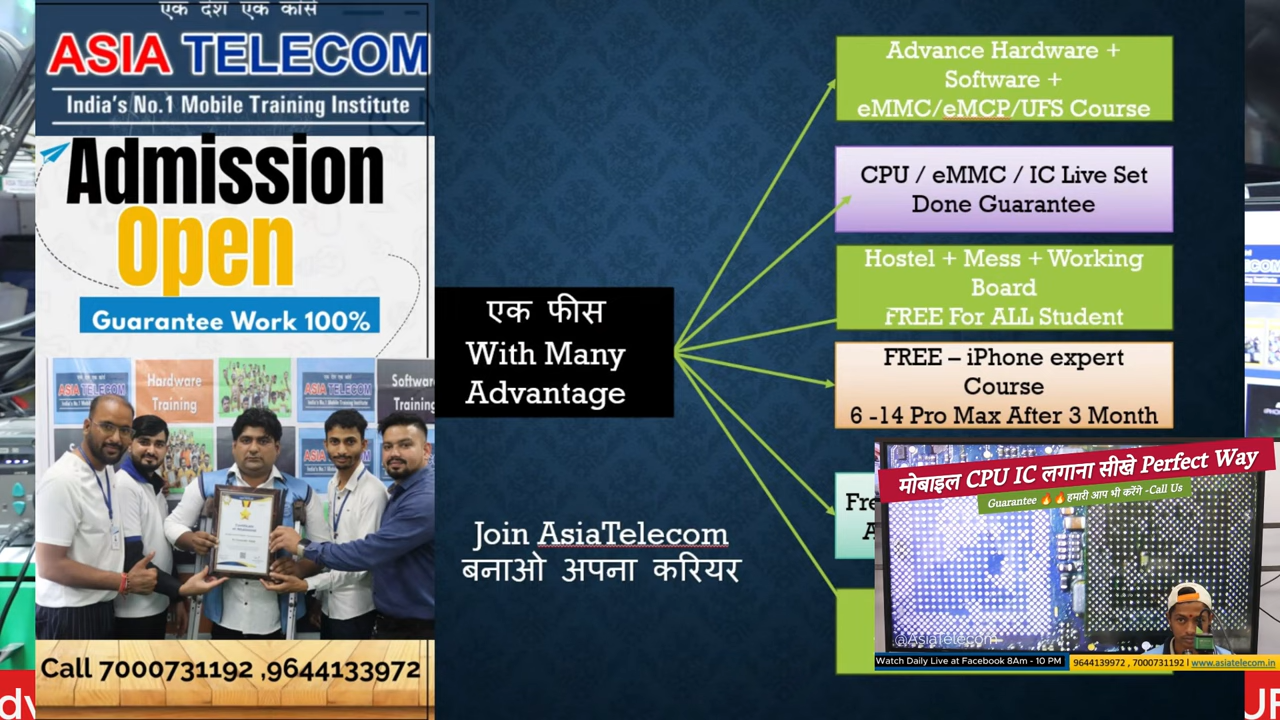 एक देश एक कोर्स
ASIA TELECOM
India's No.1 Mobile Training Institute
Admission
Open
Guarantee Work 100%
ASIA TELECOM
Hardware
Training
ASIA TELECOM
Software
Training
ASIA TELECOM
Call 7000731192 ,9644133972
एक फीस
With Many
Advantage
Join AsiaTelecom
बनाओ अपना करियर
Advance Hardware +
Software +
eMMC/eMCP/UFS Course
CPU / eMMC / IC Live Set
Done Guarantee
Hostel + Mess + Working
Board
FREE For ALL Student
FREE – iPhone expert
Course
6 -14 Pro Max After 3 Month
मोबाइल CPU IC लगाना सीखे Perfect Way
Guarantee 🔥🔥हमारी आप भी करेंगे -Call Us
@AsiaTelecom
Watch Daily Live at Facebook 8Am - 10 PM
9644139972 , 7000731192 l www.asiatelecom.in